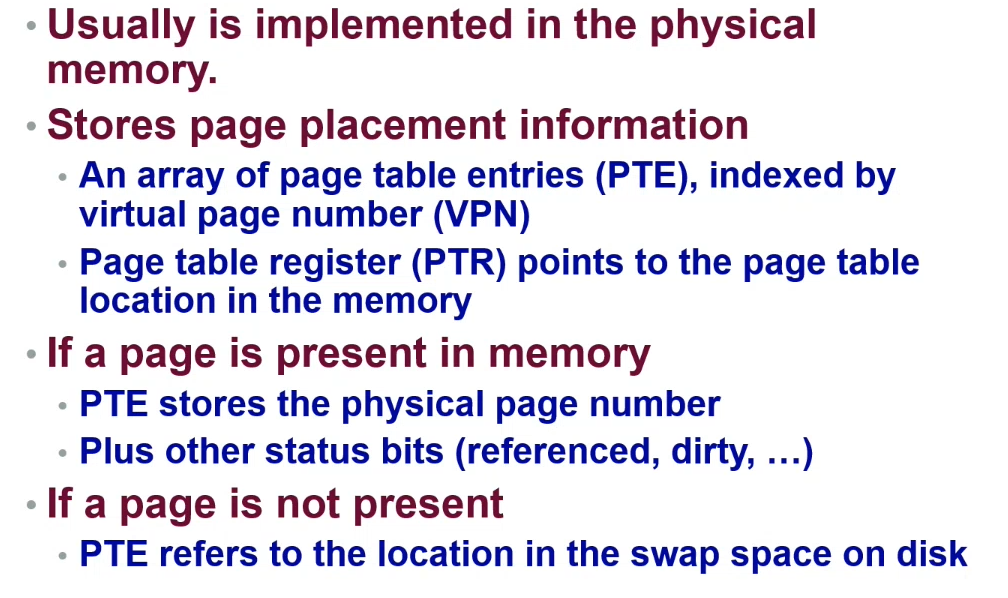 • Usually is implemented in the physical
memory.
• Stores page placement information
• An array of page table entries (PTE), indexed by
virtual page number (VPN)
• Page table register (PTR) points to the page table
location in the memory
• If a page is present in memory
• PTE stores the physical page number
• Plus other status bits (referenced, dirty, …)
• If a page is not present
• PTE refers to the location in the swap space on disk